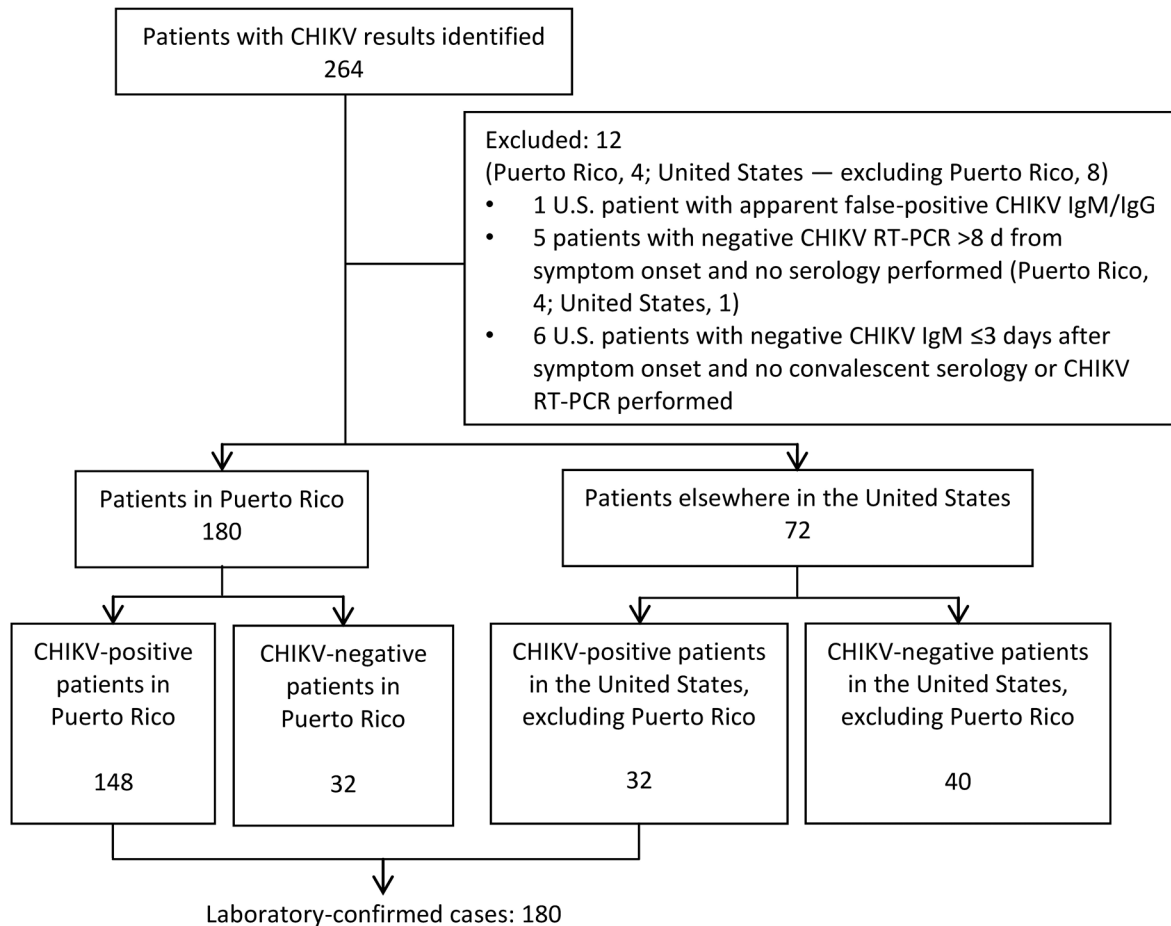 Patients with CHIKV results identified
264
Excluded: 12
(Puerto Rico, 4; United States — excluding Puerto Rico, 8)
• 1 U.S. patient with apparent false-positive CHIKV IgM/IgG
• 5 patients with negative CHIKV RT-PCR >8 d from
symptom onset and no serology performed (Puerto Rico,
4; United States, 1)
• 6 U.S. patients with negative CHIKV IgM ≤3 days after
symptom onset and no convalescent serology or CHIKV
RT-PCR performed
Patients in Puerto Rico
180
Patients elsewhere in the United States
72
CHIKV-positive
patients in
Puerto Rico
148
CHIKV-negative
patients in
Puerto Rico
32
CHIKV-positive patients
in the United States,
excluding Puerto Rico
32
CHIKV-negative patients
in the United States,
excluding Puerto Rico
40
Laboratory-confirmed cases: 180